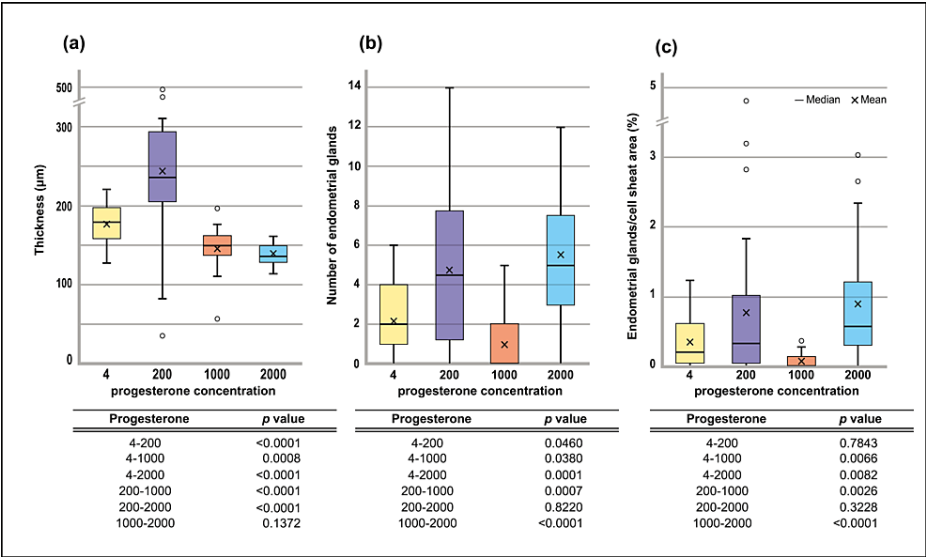 (a)
Thickness (μm)
500
300
200
100
0
4 200 1000 2000
progesterone concentration
Progesterone p value
4-200 <0.0001
4-1000 0.0008
4-2000 <0.0001
200-1000 <0.0001
200-2000 <0.0001
1000-2000 0.1372
(b)
Number of endometrial glands
14
12
10
8
6
4
2
0
4 200 1000 2000
progesterone concentration
Progesterone p value
4-200 0.0460
4-1000 0.0380
4-2000 0.0001
200-1000 0.0007
200-2000 0.8220
1000-2000 <0.0001
(c)
Endometrial glands/cell sheat area (%)
5
3
2
1
0
Median Mean
4 200 1000 2000
progesterone concentration
Progesterone p value
4-200 0.7843
4-1000 0.0066
4-2000 0.0082
200-1000 0.0026
200-2000 0.3228
1000-2000 <0.0001